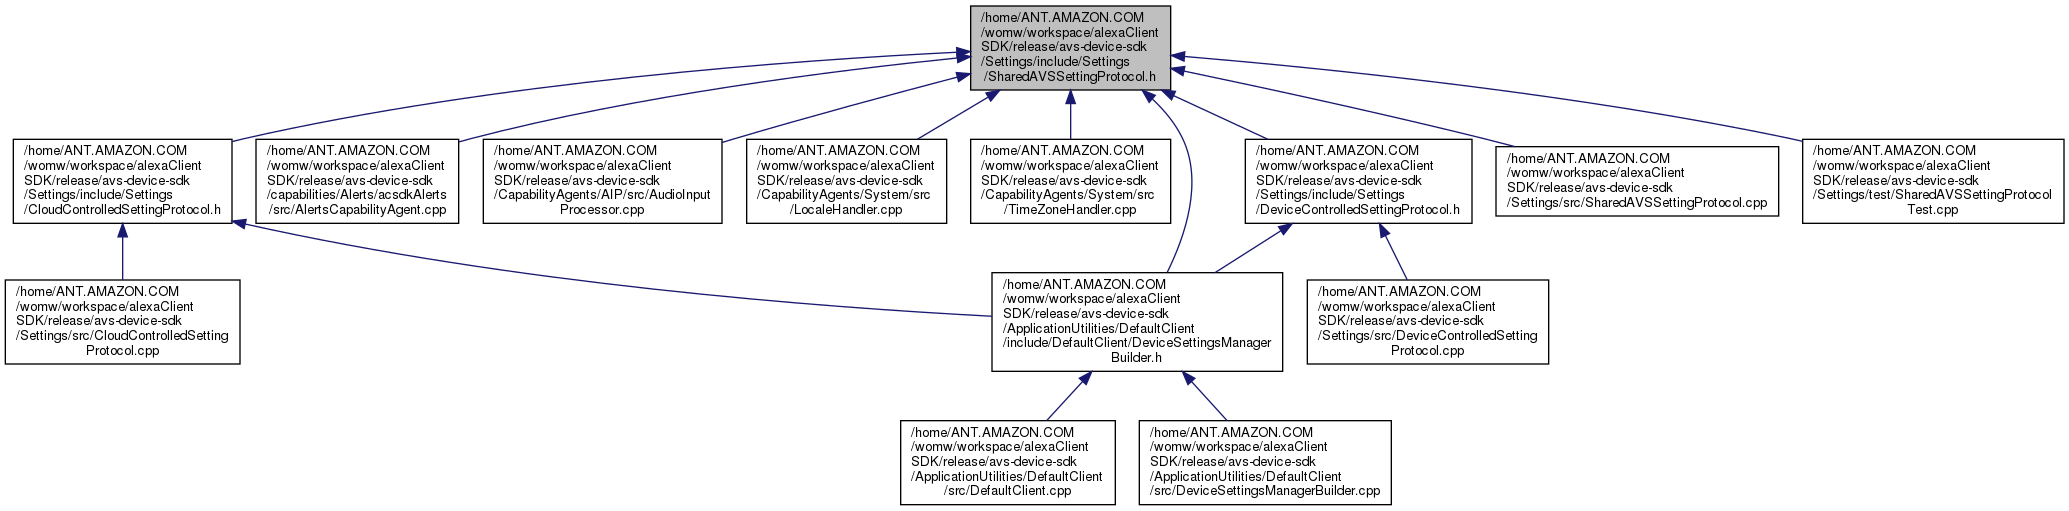 /home/ANT.AMAZON.COM
/womw/workspace/alexaClient
SDK/release/avs-device-sdk
/Settings/include/Settings
/SharedAVSSettingProtocol.h
/home/ANT.AMAZON.COM
/womw/workspace/alexaClient
SDK/release/avs-device-sdk
/Settings/include/Settings
/CloudControlledSettingProtocol.h
/home/ANT.AMAZON.COM
/womw/workspace/alexaClient
SDK/release/avs-device-sdk
/capabilities/Alerts/acsdkAlerts
/src/AlertsCapabilityAgent.cpp
/home/ANT.AMAZON.COM
/womw/workspace/alexaClient
SDK/release/avs-device-sdk
/CapabilityAgents/AIP/src/AudioInput
Processor.cpp
/home/ANT.AMAZON.COM
/womw/workspace/alexaClient
SDK/release/avs-device-sdk
/CapabilityAgents/System/src
/LocaleHandler.cpp
/home/ANT.AMAZON.COM
/womw/workspace/alexaClient
SDK/release/avs-device-sdk
/CapabilityAgents/System/src
/TimeZoneHandler.cpp
/home/ANT.AMAZON.COM
/womw/workspace/alexaClient
SDK/release/avs-device-sdk
/Settings/include/Settings
/DeviceControlledSettingProtocol.h
/home/ANT.AMAZON.COM
/womw/workspace/alexaClient
SDK/release/avs-device-sdk
/Settings/src/SharedAVSSettingProtocol.cpp
/home/ANT.AMAZON.COM
/womw/workspace/alexaClient
SDK/release/avs-device-sdk
/Settings/test/SharedAVSSettingProtocol
Test.cpp
/home/ANT.AMAZON.COM
/womw/workspace/alexaClient
SDK/release/avs-device-sdk
/Settings/src/CloudControlledSetting
Protocol.cpp
/home/ANT.AMAZON.COM
/womw/workspace/alexaClient
SDK/release/avs-device-sdk
/ApplicationUtilities/DefaultClient
/include/DefaultClient/DeviceSettingsManager
Builder.h
/home/ANT.AMAZON.COM
/womw/workspace/alexaClient
SDK/release/avs-device-sdk
/Settings/src/DeviceControlledSetting
Protocol.cpp
/home/ANT.AMAZON.COM
/womw/workspace/alexaClient
SDK/release/avs-device-sdk
/ApplicationUtilities/DefaultClient
/src/DefaultClient.cpp
/home/ANT.AMAZON.COM
/womw/workspace/alexaClient
SDK/release/avs-device-sdk
/ApplicationUtilities/DefaultClient
/src/DeviceSettingsManagerBuilder.cpp